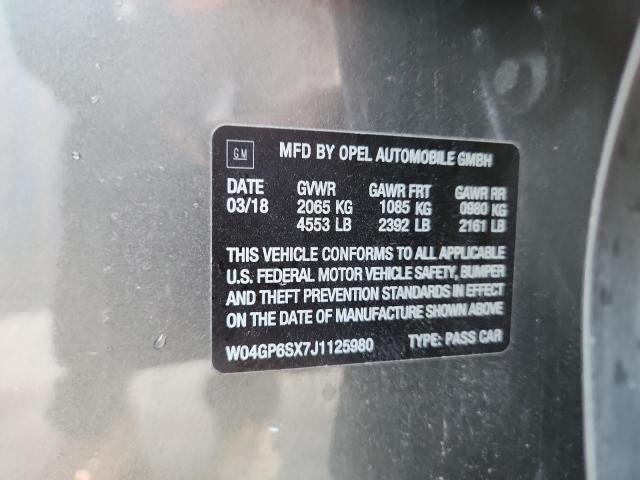 GM MFD BY OPEL AUTOMOBILE GMBH
DATE GVWR GAWR FRT GAWR RR
03/18 2065 KG 1085 KG 0980 KG
4553 LB 2392 LB 2161 LB
THIS VEHICLE CONFORMS TO ALL APPLICABLE
U.S. FEDERAL MOTOR VEHICLE SAFETY, BUMPER
AND THEFT PREVENTION STANDARDS IN EFFECT
ON THE DATE OF MANUFACTURE SHOWN ABOVE
W04GP6SX7J1125980 TYPE: PASS CAR